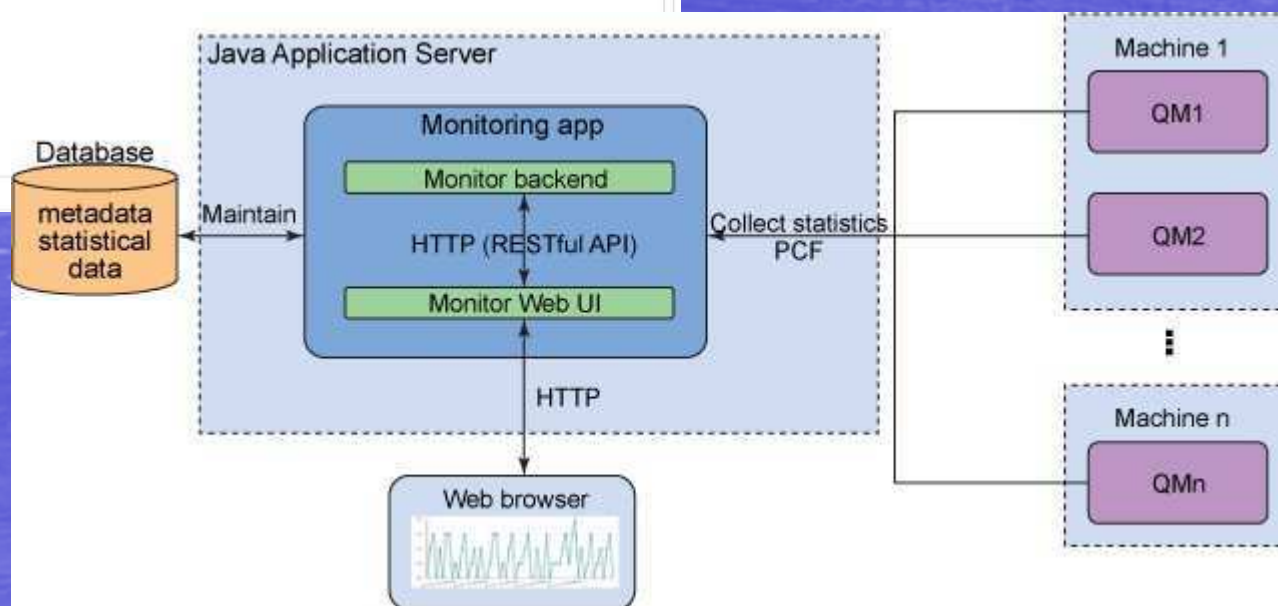 Java Application Server
Monitoring app
Monitor backend
HTTP (RESTful API)
Monitor Web UI
Database
metadata
statistical
data
Maintain
Collect statistics
PCF
Machine 1
QM1
QM2
Machine n
QMn
HTTP
Web browser